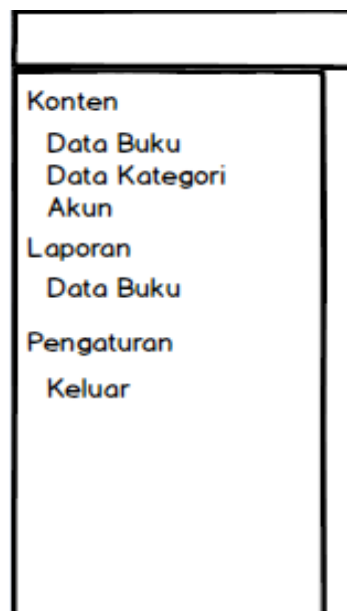 Konten
Data Buku
Data Kategori
Akun
Laporan
Data Buku
Pengaturan
Keluar